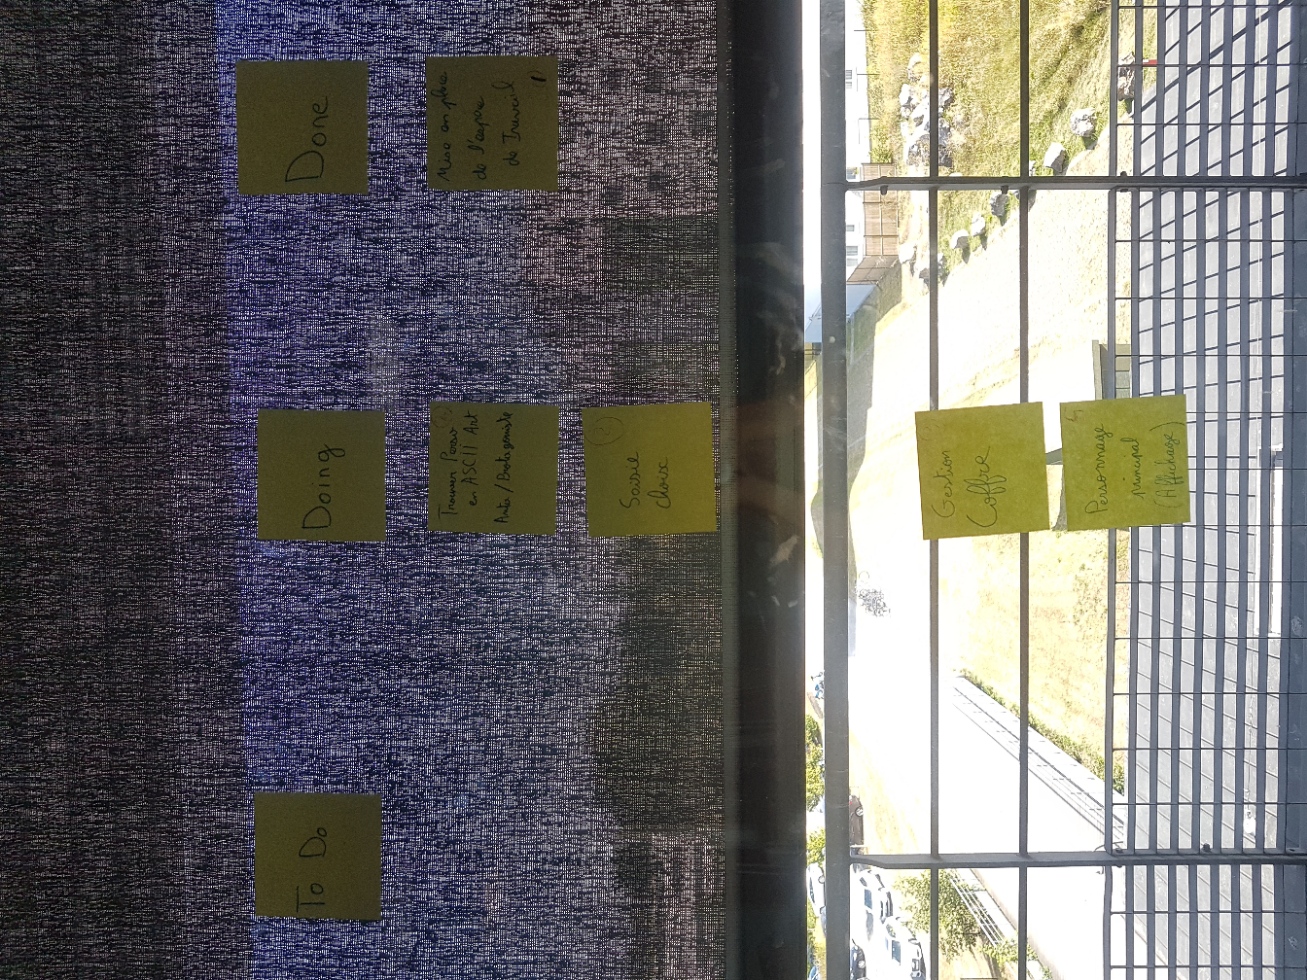 To Do
Doing
Done
Trouver Perso
en ASCII Art
Anta/Protagoniste
Saisie
choix
Gestion
Coffre
Personnage
principal
(Affichage)
Mise en place
de l'espace
de Travail
1